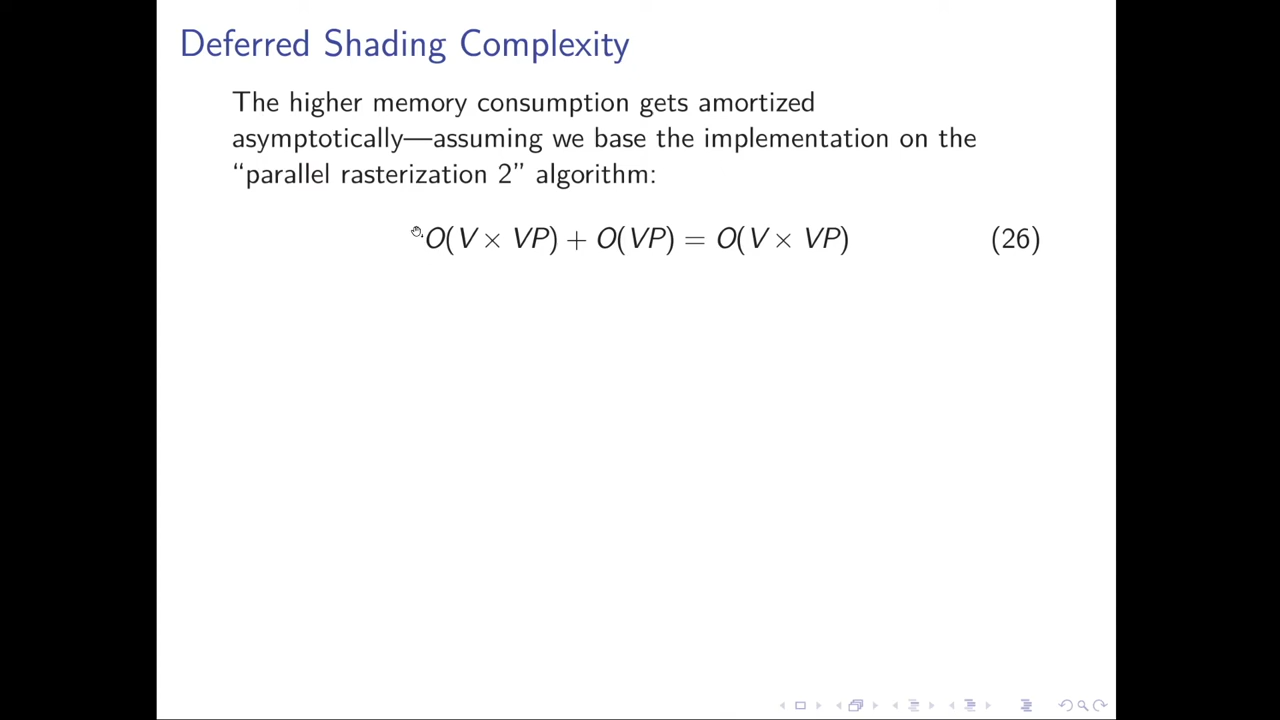 Deferred Shading Complexity
The higher memory consumption gets amortized
asymptotically—assuming we base the implementation on the
“parallel rasterization 2” algorithm:
O(V × VP) + O(VP) = O(V × VP) (26)